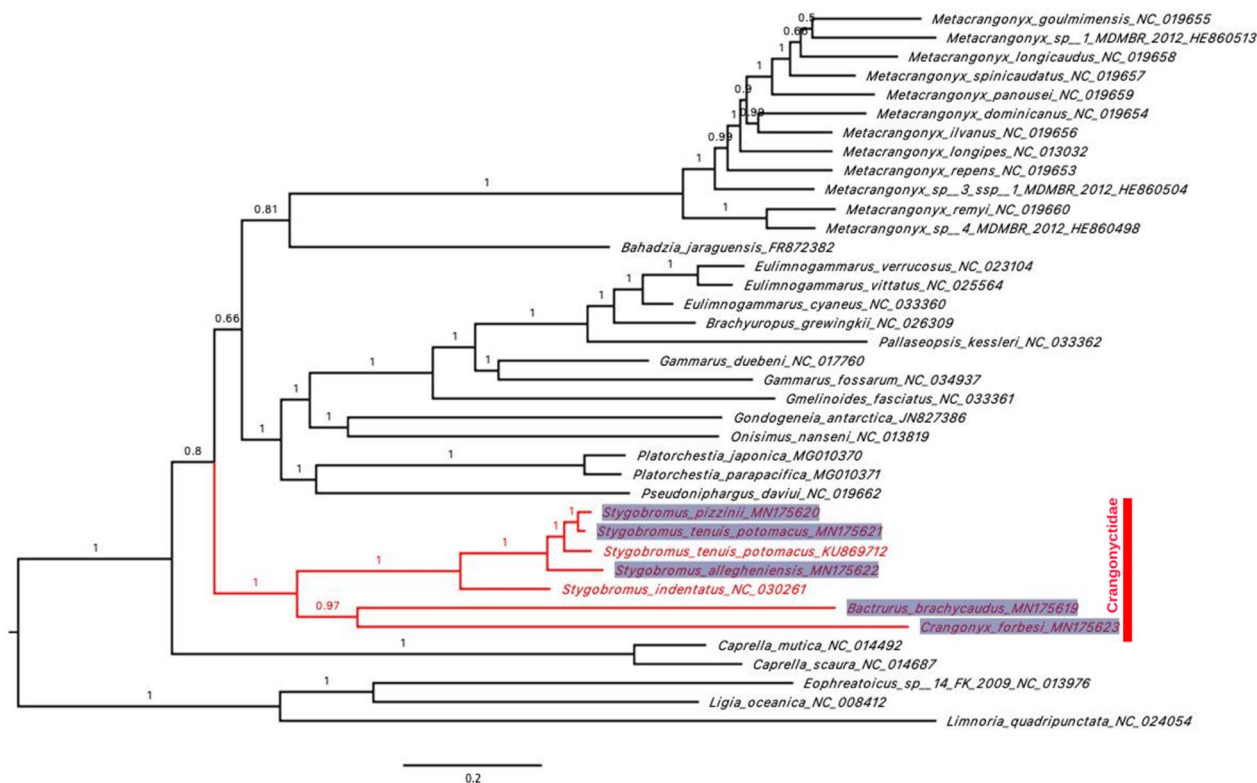 0.5
Metacrangonyx_goulmimensis_NC_019655
0.66
Metacrangonyx_sp__1_MDMBR_2012_HE860513
1
Metacrangonyx_longicaudus_NC_019658
1
Metacrangonyx_spinicaudatus_NC_019657
0.9
Metacrangonyx_panousei_NC_019659
1
0.99
Metacrangonyx_dominicanus_NC_019654
0.99
Metacrangonyx_ilvanus_NC_019656
1
Metacrangonyx_longipes_NC_013032
Metacrangonyx_repens_NC_019653
1
Metacrangonyx_sp__3_ssp__1_MDMBR_2012_HE860504
0.81
1
Metacrangonyx_remyi_NC_019660
Metacrangonyx_sp__4_MDMBR_2012_HE860498
Bahadzia_jaraguensis_FR872382
1
Eulimnogammarus_verrucosus_NC_023104
1
Eulimnogammarus_vittatus_NC_025564
1
Eulimnogammarus_cyaneus_NC_033360
0.66
1
Brachyuropus_grewingkii_NC_026309
1
Pallaseopsis_kessleri_NC_033362
1
1
Gammarus_duebeni_NC_017760
Gammarus_fossarum_NC_034937
1
Gmelinoides_fasciatus_NC_033361
1
Gondogeneia_antarctica_JN827386
1
Onisimus_nanseni_NC_013819
0.8
1
Platorchestia_japonica_MG010370
1
Platorchestia_parapacifica_MG010371
Pseudoniphargus_daviui_NC_019662
1
Stygobromus_pizzinii_MN175620
1
Stygobromus_tenuis_potomacus_MN175621
1
Stygobromus_tenuis_potomacus_KU869712
1
1
Stygobromus_allegheniensis_MN175622
1
Stygobromus_indentatus_NC_030261
0.97
Bactrurus_brachycaudus_MN175619
Crangonyx_forbesi_MN175623
Crangonyctidae
1
Caprella_mutica_NC_014492
Caprella_scaura_NC_014687
1
1
Eophreatoicus_sp__14_FK_2009_NC_013976
Ligia_oceanica_NC_008412
Limnoria_quadripunctata_NC_024054
0.2